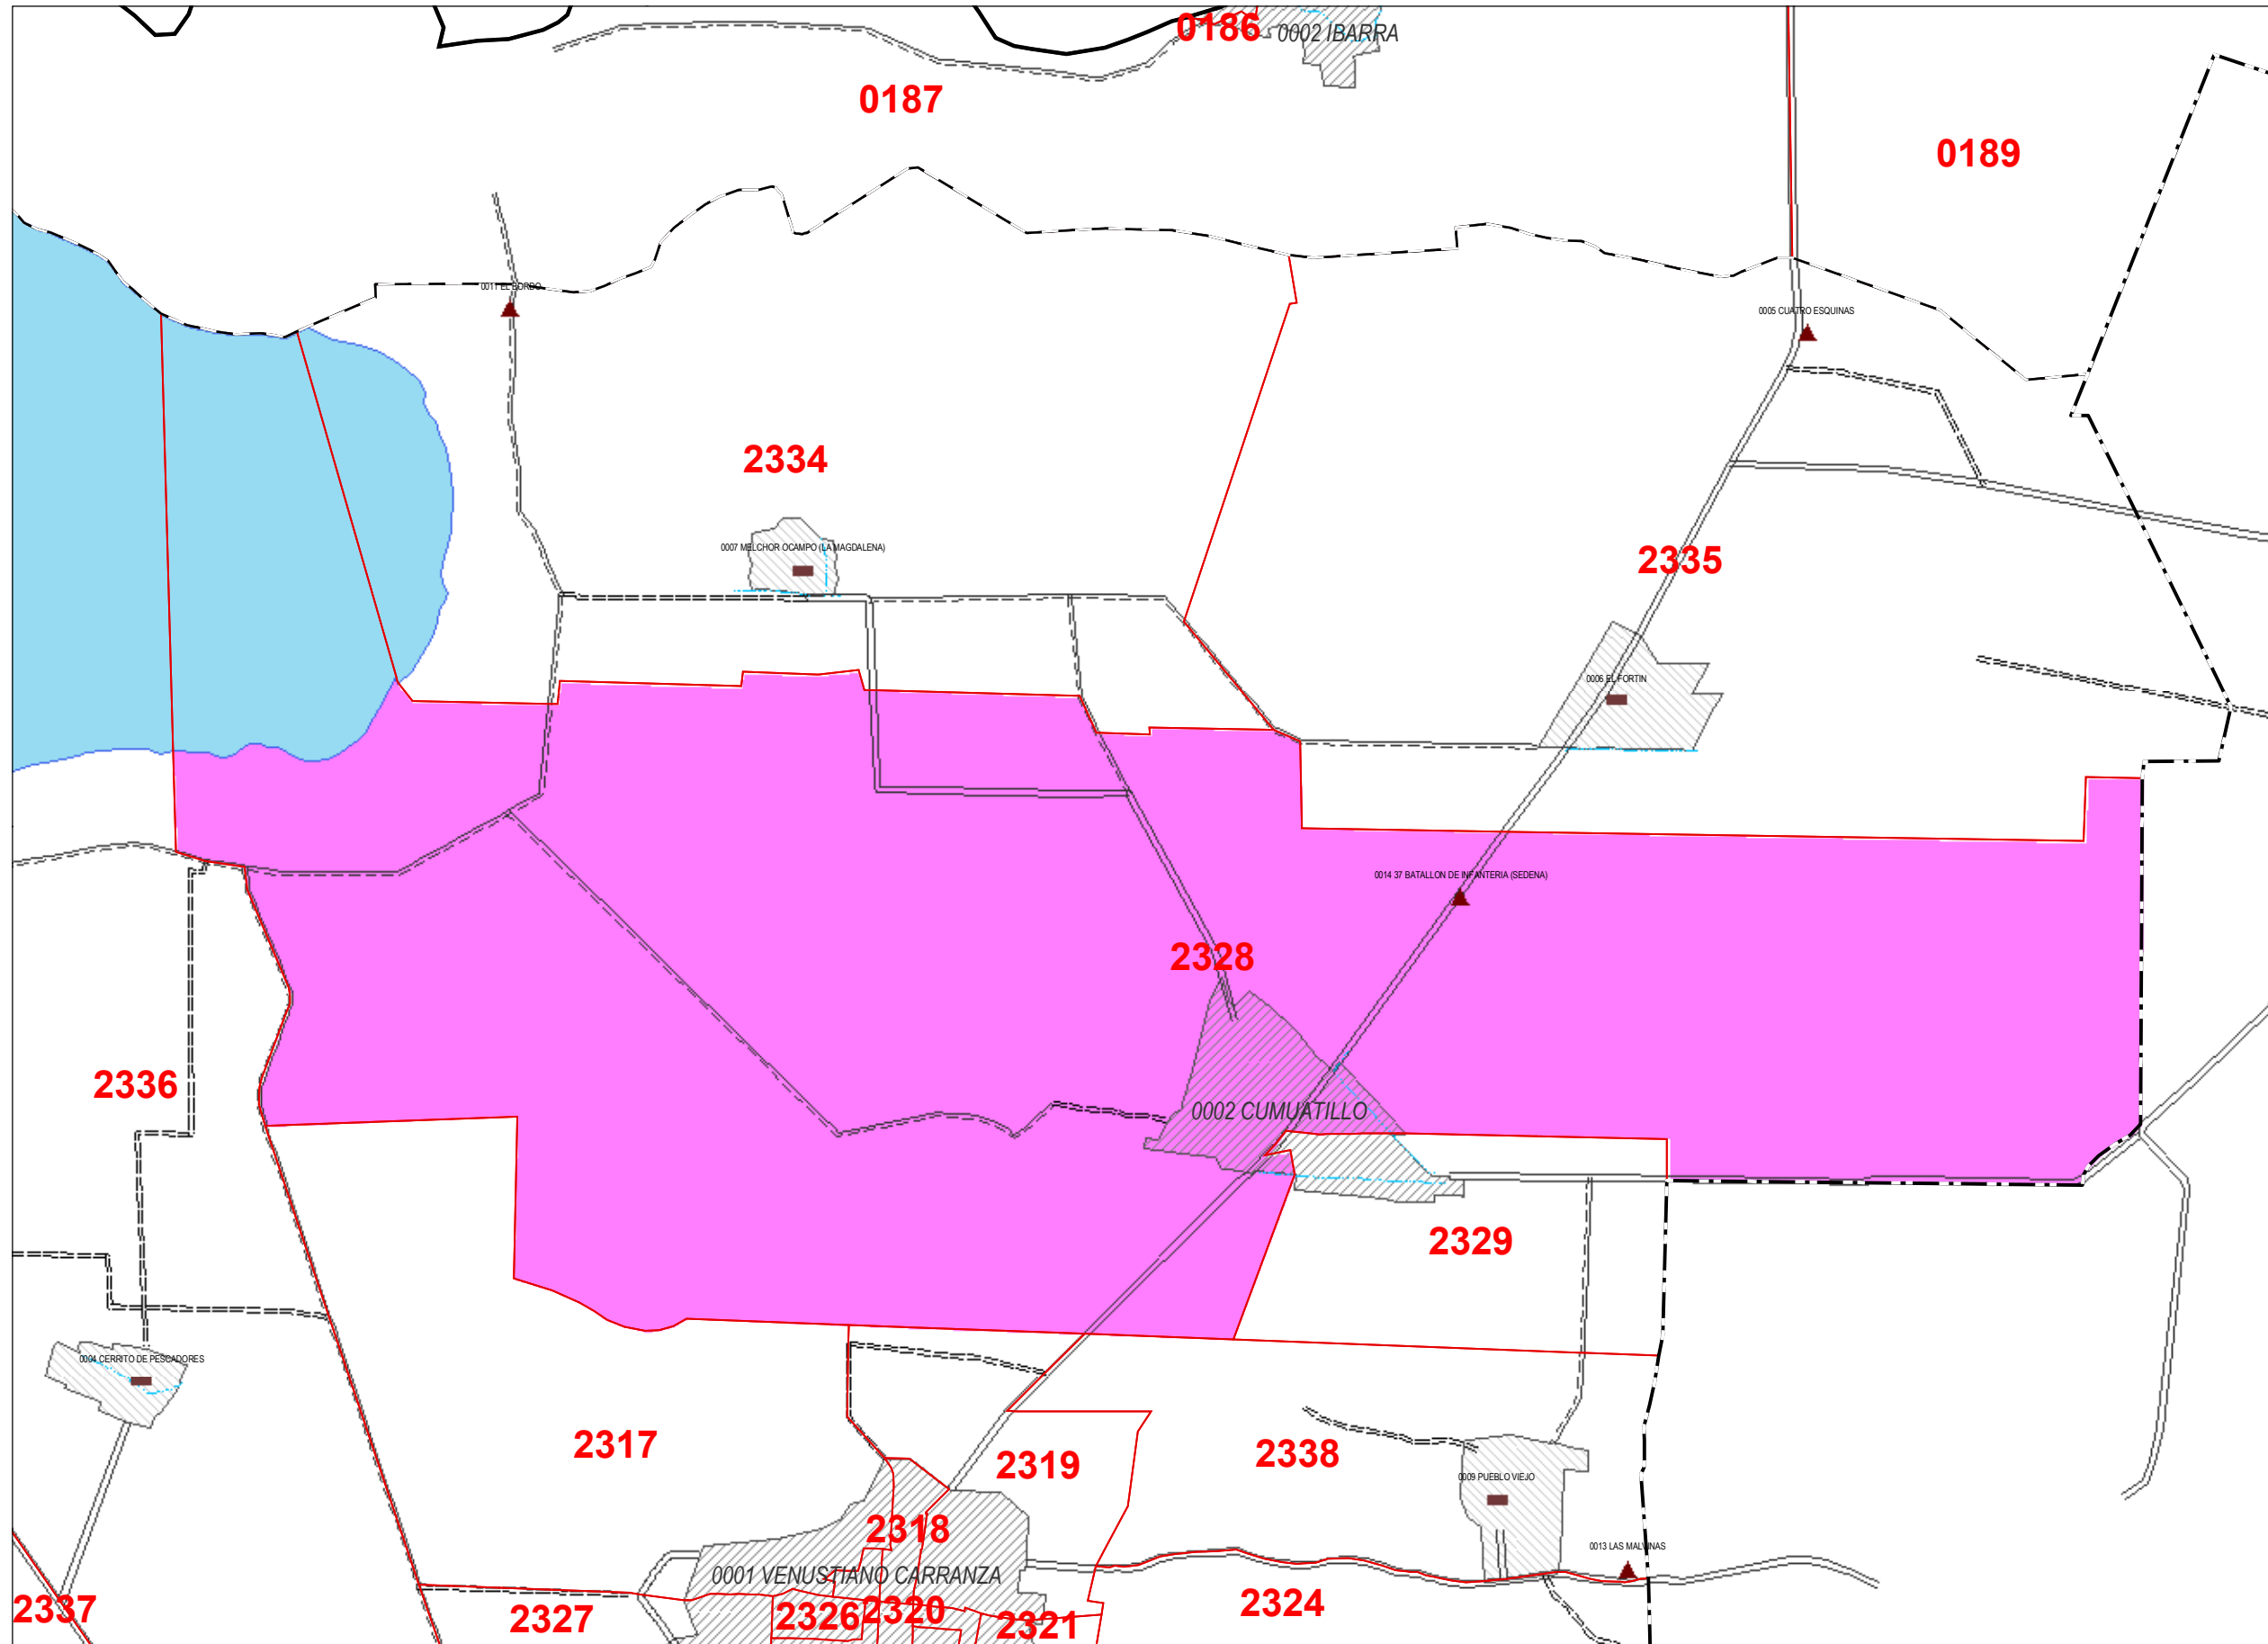 0186
0002 IBARRA
0187
0189
0011 EL BORDO
0005 CUATRO ESQUINAS
2334
0007 MELCHOR OCAMPO (LA MAGDALENA)
2335
0006 EL FORTIN
0014 37 BATALLON DE INFANTERIA (SEDENA)
2328
2336
0002 CUMUATILLO
2329
0004 CERRITO DE PESCADORES
2317
2319
2338
0009 PUEBLO VIEJO
2318
0013 LAS MALVINAS
0001 VENUSTIANO CARRANZA
2337
2327
2326
2320
2321
2324